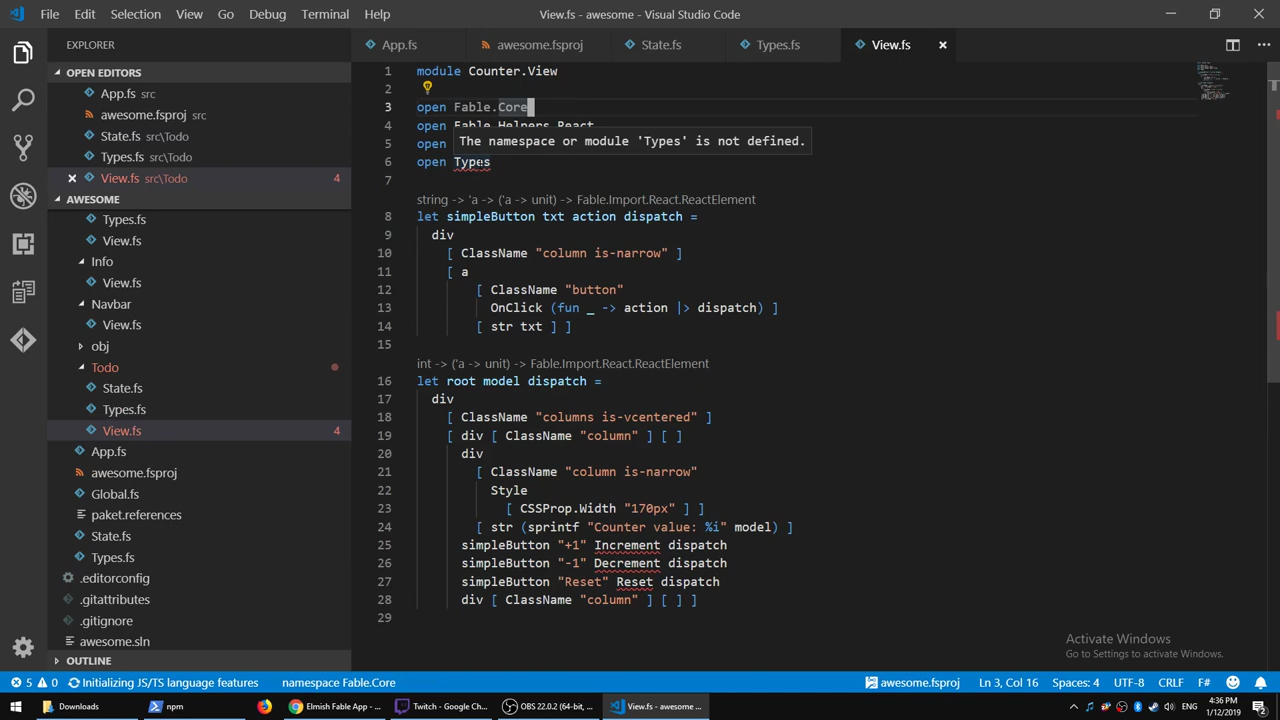 File Edit Selection View Go Debug Terminal Help
View.fs - awesome - Visual Studio Code
EXPLORER
OPEN EDITORS
App.fs src
awesome.fsproj src
State.fs src\Todo
Types.fs src\Todo
View.fs src\Todo 4
AWESOME
Types.fs
View.fs
Info
View.fs
Navbar
View.fs
obj
Todo
State.fs
Types.fs
View.fs 4
App.fs
awesome.fsproj
Global.fs
paket.references
State.fs
Types.fs
.editorconfig
.gitattributes
.gitignore
awesome.sln
OUTLINE
App.fs awesome.fsproj State.fs Types.fs View.fs
1 module Counter.View
2
3 open Fable.Core
4 open Fable.Helpers.React
The namespace or module 'Types' is not defined.
5 open
6 open Types
7
string -> 'a -> ('a -> unit) -> Fable.Import.React.ReactElement
8 let simpleButton txt action dispatch =
9 div
10 [ ClassName "column is-narrow" ]
11 [ a
12 [ ClassName "button"
13 OnClick (fun _ -> action |> dispatch) ]
14 [ str txt ] ]
15
int -> ('a -> unit) -> Fable.Import.React.ReactElement
16 let root model dispatch =
17 div
18 [ ClassName "columns is-vcentered" ]
19 [ div [ ClassName "column" ] [ ]
20 div
21 [ ClassName "column is-narrow"
22 Style
23 [ CSSProp.Width "170px" ] ]
24 [ str (sprintf "Counter value: %i" model) ]
25 simpleButton "+1" Increment dispatch
26 simpleButton "-1" Decrement dispatch
27 simpleButton "Reset" Reset dispatch
28 div [ ClassName "column" ] [ ] ]
29
Activate Windows
Go to Settings to activate Windows.
5 0 Initializing JS/TS language features namespace Fable.Core awesome.fsproj Ln 3, Col 16 Spaces: 4 UTF-8 CRLF F#
Downloads npm Elmish Fable App - ... Twitch - Google Ch... OBS 22.0.2 (64-bit, ... View.fs - awesome ...
4:36 PM
1/12/2019